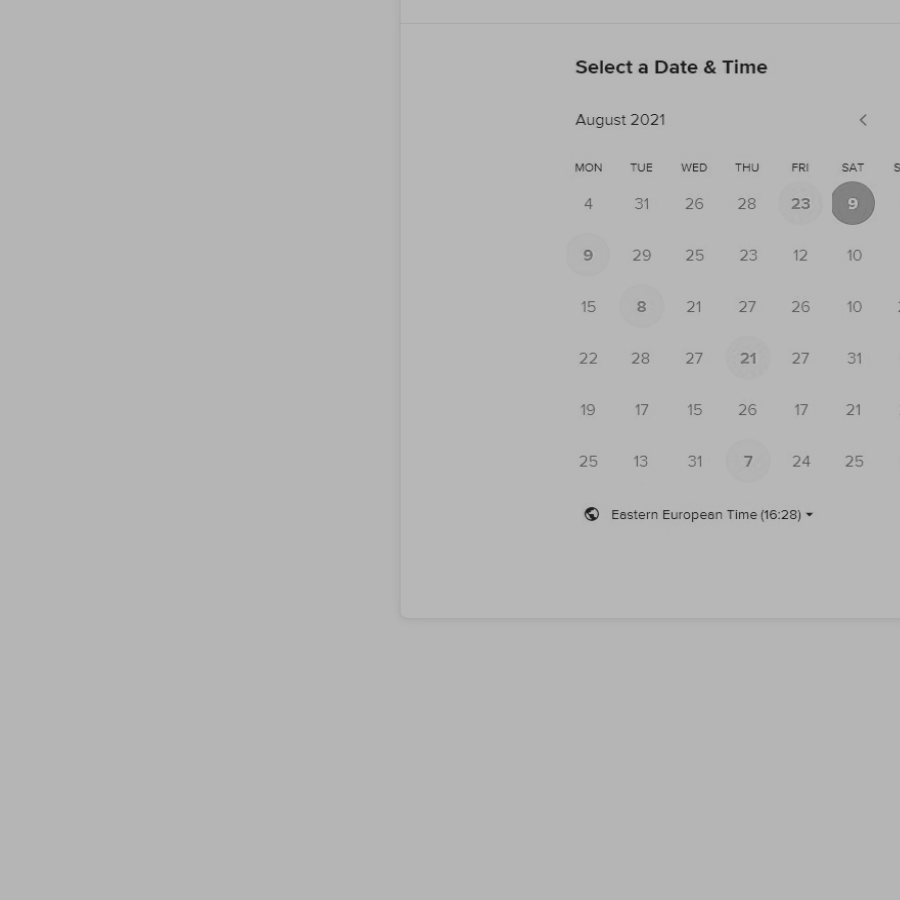 Select a Date & Time
August 2021
MON TUE WED THU FRI SAT
4 31 26 28 23 9
9 29 25 23 12 10
15 8 21 27 26 10
22 28 27 21 27 31
19 17 15 26 17 21
25 13 31 7 24 25
Eastern European Time (16:28)